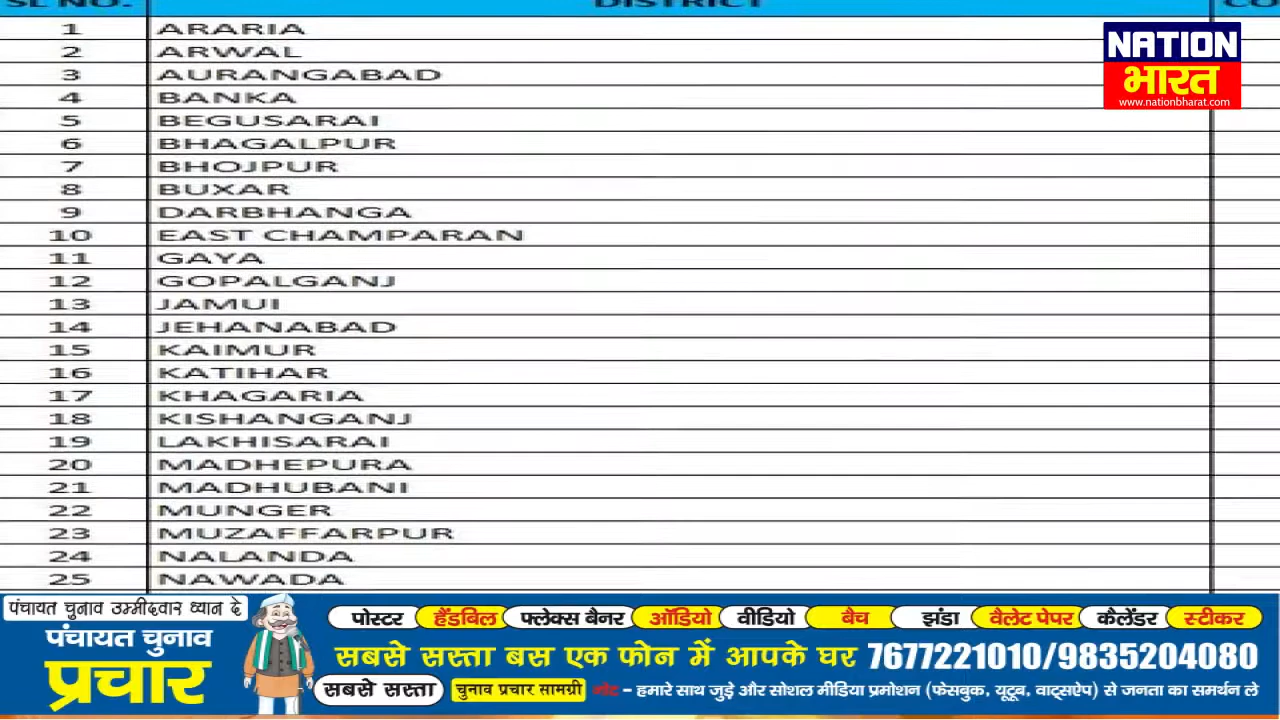 SL NO. DISTRICT CO
1 ARARIA
2 ARWAL
3 AURANGABAD
4 BANKA
5 BEGUSARAI
6 BHAGALPUR
7 BHOJPUR
8 BUXAR
9 DARBHANGA
10 EAST CHAMPARAN
11 GAYA
12 GOPALGANJ
13 JAMUI
14 JEHANABAD
15 KAIMUR
16 KATIHAR
17 KHAGARIA
18 KISHANGANJ
19 LAKHISARAI
20 MADHEPURA
21 MADHUBANI
22 MUNGER
23 MUZAFFARPUR
24 NALANDA
25 NAWADA
NATION
भारत
www.nationbharat.com
पंचायत चुनाव उम्मीदवार ध्यान दे
पंचायत चुनाव
प्रचार
पोस्टर हैंडबिल फ्लेक्स बैनर ऑडियो वीडियो बैच झंडा वैलेट पेपर कैलेंडर स्टीकर
सबसे सस्ता बस एक फोन में आपके घर 7677221010/9835204080
सबसे सस्ता चुनाव प्रचार सामग्री नोट - हमारे साथ जुड़े और सोशल मीडिया प्रमोशन (फेसबुक, यूटूब, वाट्सऐप) से जनता का समर्थन ले